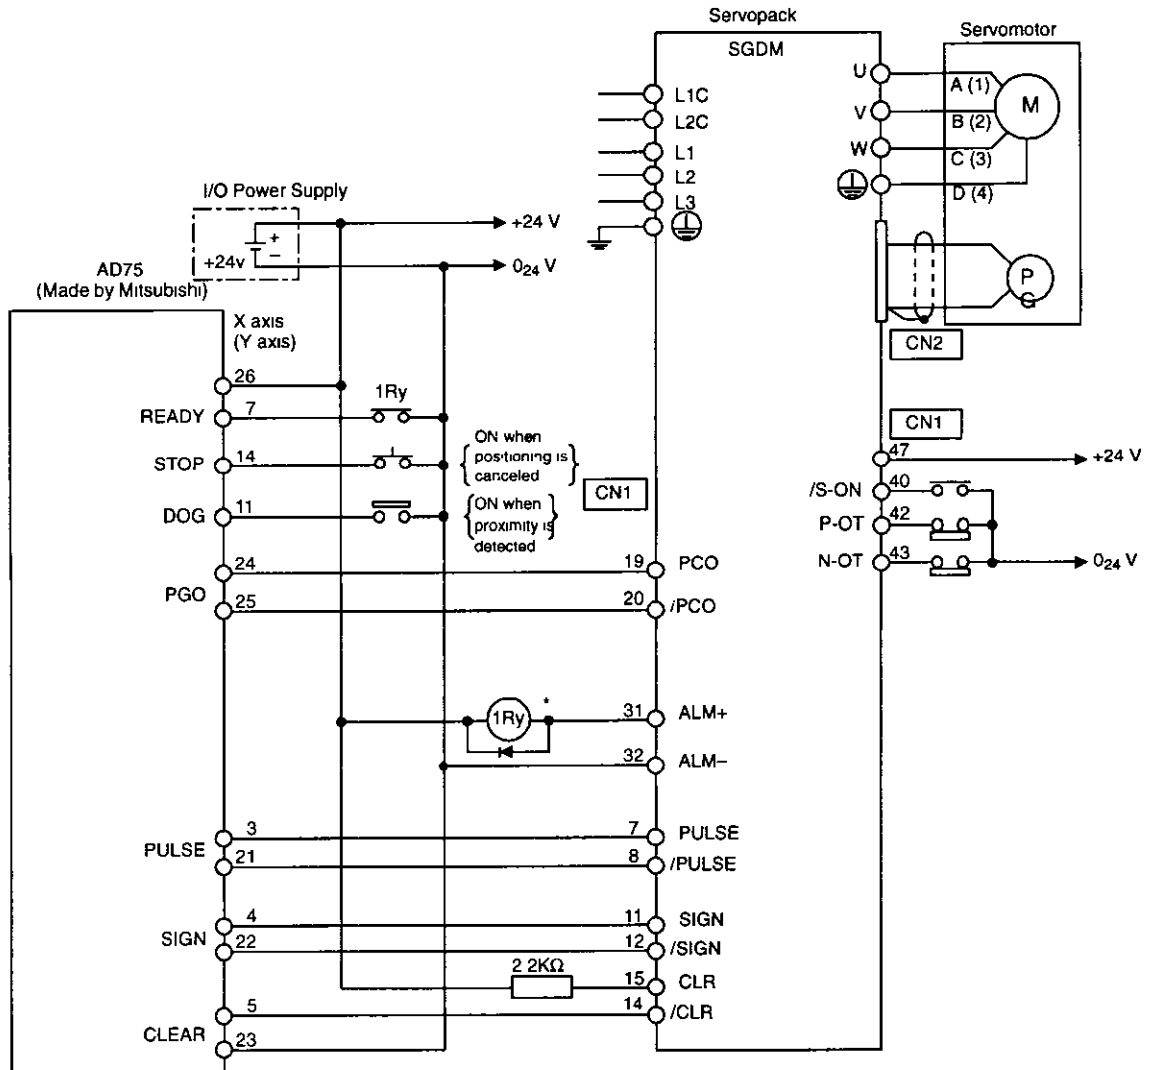 Servopack
SGDM
Servomotor
U
A (1)
M
V
B (2)
W
C (3)
D (4)
L1C
L2C
L1
L2
L3
I/O Power Supply
+
−
+24v
+24 V
0₂₄ V
P
G
CN2
AD75
(Made by Mitsubishi)
X axis
(Y axis)
26
READY 7
1Ry
STOP 14
{ON when
positioning is
canceled}
DOG 11
{ON when
proximity is
detected}
CN1
CN1
47
+24 V
/S-ON 40
P-OT 42
N-OT 43
0₂₄ V
PGO
24
25
19 PCO
20 /PCO
1Ry
*
31 ALM+
32 ALM−
PULSE
3
21
7 PULSE
8 /PULSE
SIGN
4
22
11 SIGN
12 /SIGN
2 2KΩ
15 CLR
14 /CLR
CLEAR
5
23